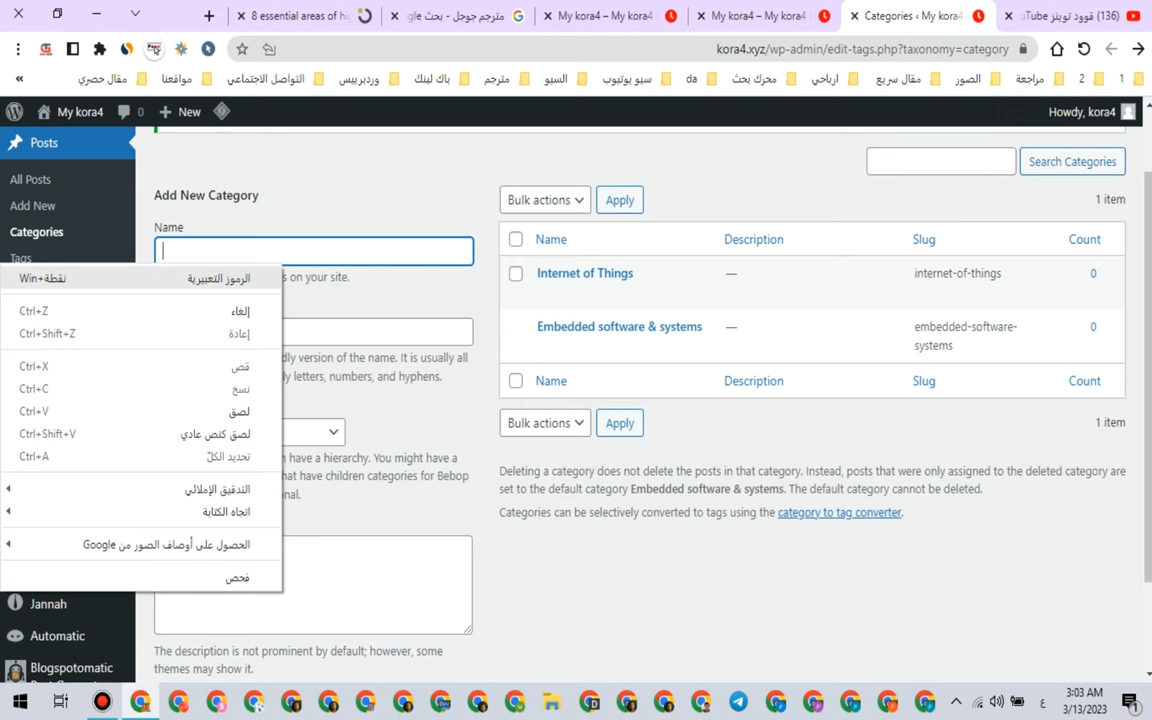 8 essential areas of hi
مترجم جوجل - بحث gle
My kora4 –
My kora4 –
Categories ‹ My kora4
(136) قوود توينز uTube
kora4.xyz/wp-admin/edit-tags.php?taxonomy=category
«
مقال حصري
مواقعنا
التواصل الاجتماعي
وردبرييس
باك لينك
مترجم
سيو يوتيوب
السيو
da
محرك بحث
ارباحي
مقال سريع
الصور
مراجعة
2
1
My kora4
0
New
Howdy, kora4
Posts
All Posts
Add New
Categories
Tags
Search Categories
Add New Category
Bulk actions
Apply
1 item
Name
Name
Description
Slug
Count
s on your site.
Internet of Things
—
internet-of-things
0
Embedded software & systems
—
embedded-software-systems
0
dly version of the name. It is usually all
ly letters, numbers, and hyphens.
Name
Description
Slug
Count
Bulk actions
Apply
1 item
n have a hierarchy. You might have a
hat have children categories for Bebop
onal.
Deleting a category does not delete the posts in that category. Instead, posts that were only assigned to the deleted category are
set to the default category Embedded software & systems. The default category cannot be deleted.
Categories can be selectively converted to tags using the category to tag converter.
الرموز التعبيرية
Win+نقطة
إلغاء
Ctrl+Z
إعادة
Ctrl+Shift+Z
قص
Ctrl+X
نسخ
Ctrl+C
لصق
Ctrl+V
لصق كنص عادي
Ctrl+Shift+V
تحديد الكلّ
Ctrl+A
التدقيق الإملائي
اتجاه الكتابة
الحصول على أوصاف الصور من Google
فحص
Jannah
Automatic
Blogspotomatic
The description is not prominent by default; however, some
themes may show it.
ع
3:03 AM
3/13/2023
1